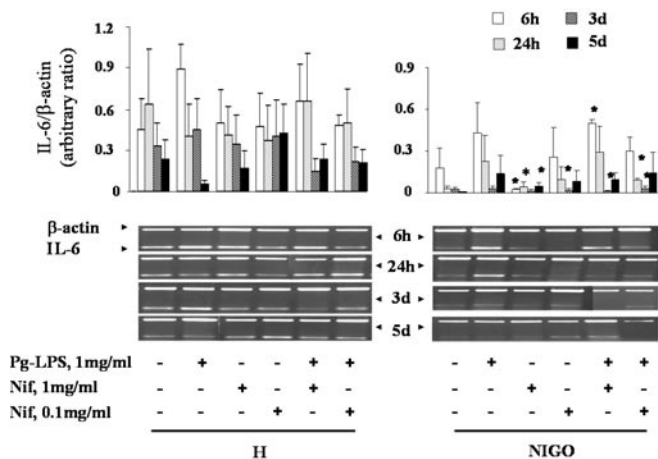 6h 3d
24h 5d
IL-6/β-actin
(arbitrary ratio)
1.2
0.9
0.6
0.3
0
0.9
0.6
0.3
0
* * * * * * * * *
β-actin
IL-6
6h
24h
3d
5d
Pg-LPS, 1mg/ml - + - - + + - + - - + +
Nif, 1mg/ml - - + - + - - - + - + -
Nif, 0.1mg/ml - - - + - + - - - + - +
H NIGO